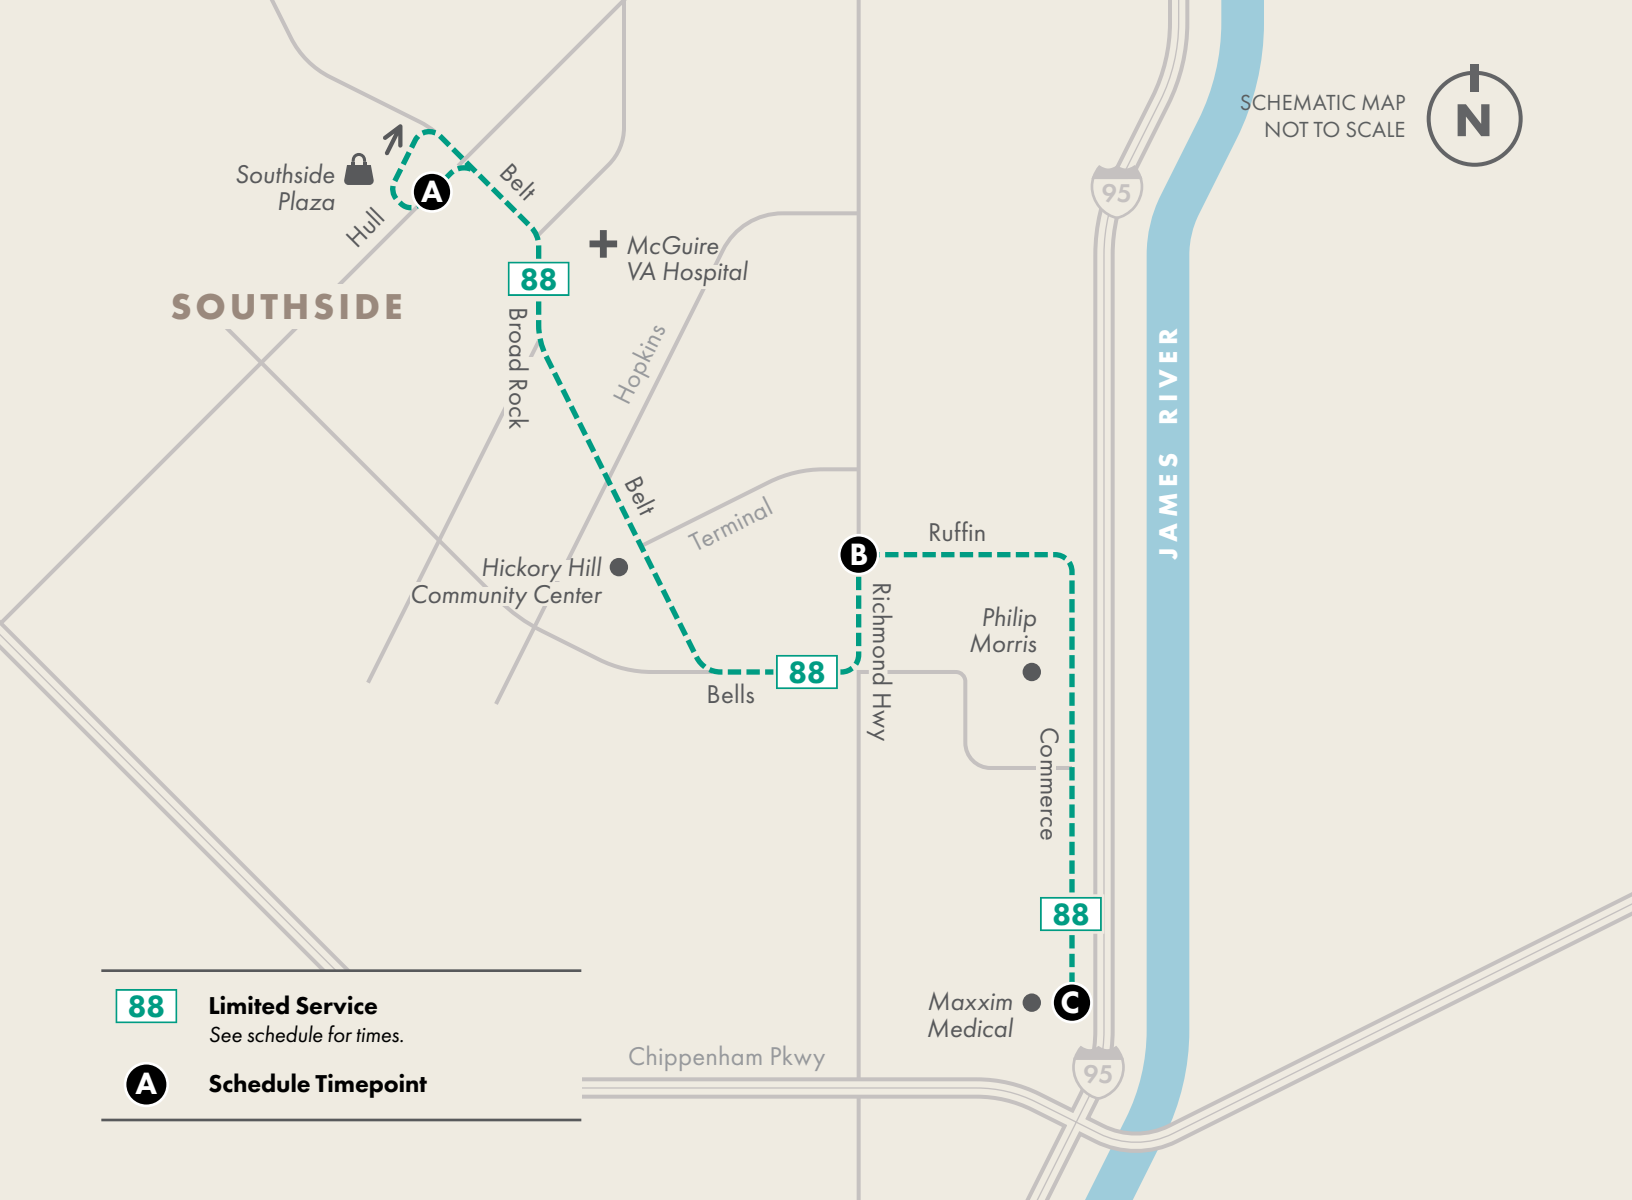 SCHEMATIC MAP
NOT TO SCALE
N
Southside
Plaza
A
Belt
Hull
95
McGuire
VA Hospital
88
SOUTHSIDE
Broad Rock
Hopkins
JAMES RIVER
Belt
Terminal
Ruffin
B
Hickory Hill
Community Center
Richmond Hwy
Philip
Morris
88
Bells
Commerce
88
Maxxim
Medical
C
88
Limited Service
See schedule for times.
A
Schedule Timepoint
Chippenham Pkwy
95